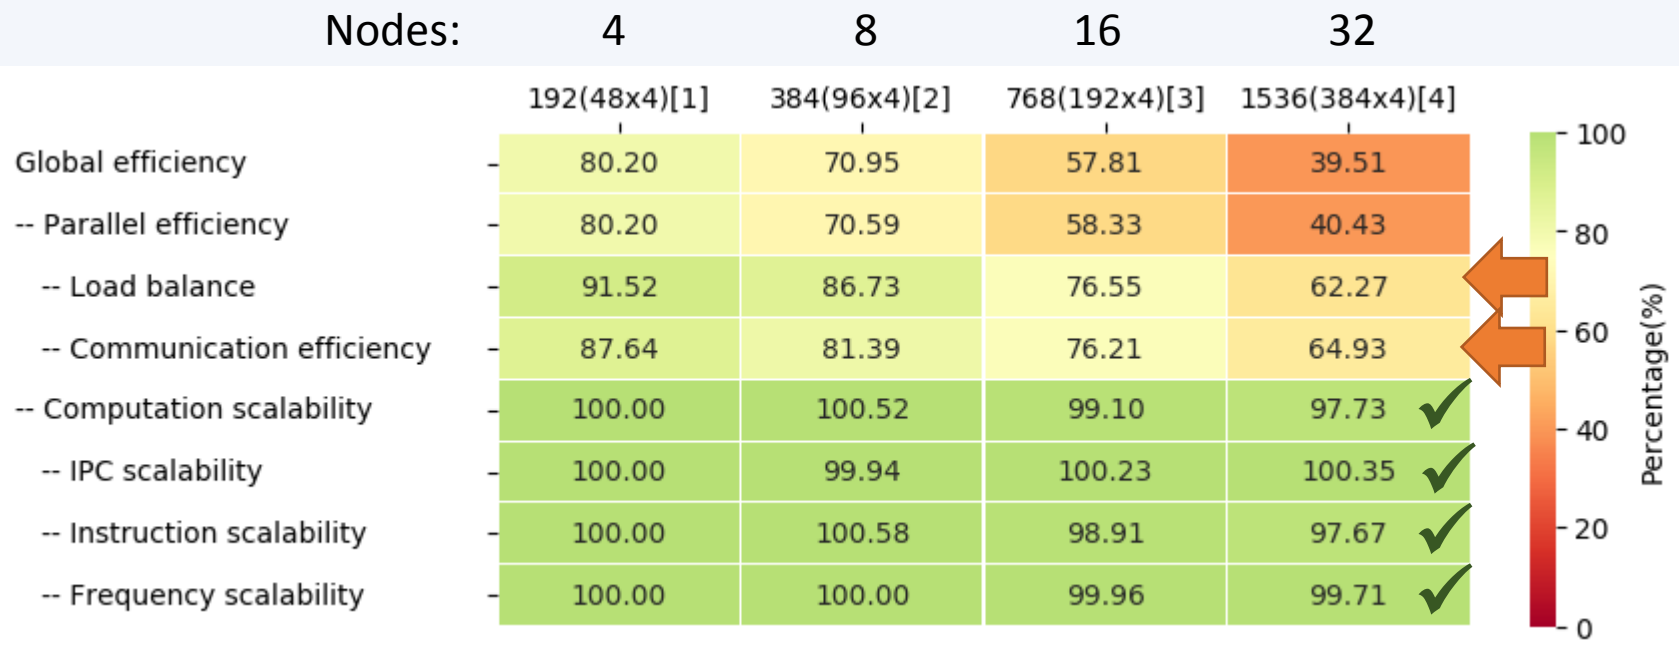 Nodes: 4 8 16 32
192(48x4)[1] 384(96x4)[2] 768(192x4)[3] 1536(384x4)[4]
Global efficiency 80.20 70.95 57.81 39.51
-- Parallel efficiency 80.20 70.59 58.33 40.43
-- Load balance 91.52 86.73 76.55 62.27
-- Communication efficiency 87.64 81.39 76.21 64.93
-- Computation scalability 100.00 100.52 99.10 97.73
-- IPC scalability 100.00 99.94 100.23 100.35
-- Instruction scalability 100.00 100.58 98.91 97.67
-- Frequency scalability 100.00 100.00 99.96 99.71
100
80
60
40
20
0
Percentage(%)